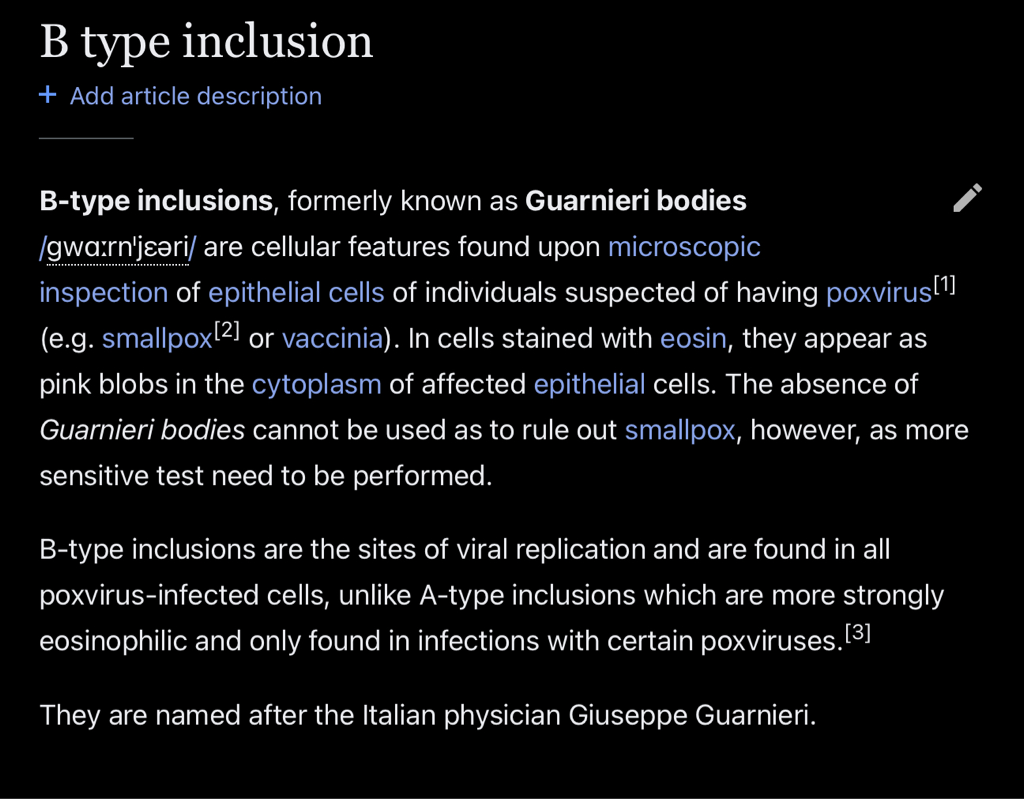 B type inclusion
+ Add article description
B-type inclusions, formerly known as Guarnieri bodies
/ɡwɑːrnˈjɛəri/ are cellular features found upon microscopic
inspection of epithelial cells of individuals suspected of having poxvirus[1]
(e.g. smallpox[2] or vaccinia). In cells stained with eosin, they appear as
pink blobs in the cytoplasm of affected epithelial cells. The absence of
Guarnieri bodies cannot be used as to rule out smallpox, however, as more
sensitive test need to be performed.
B-type inclusions are the sites of viral replication and are found in all
poxvirus-infected cells, unlike A-type inclusions which are more strongly
eosinophilic and only found in infections with certain poxviruses.[3]
They are named after the Italian physician Giuseppe Guarnieri.